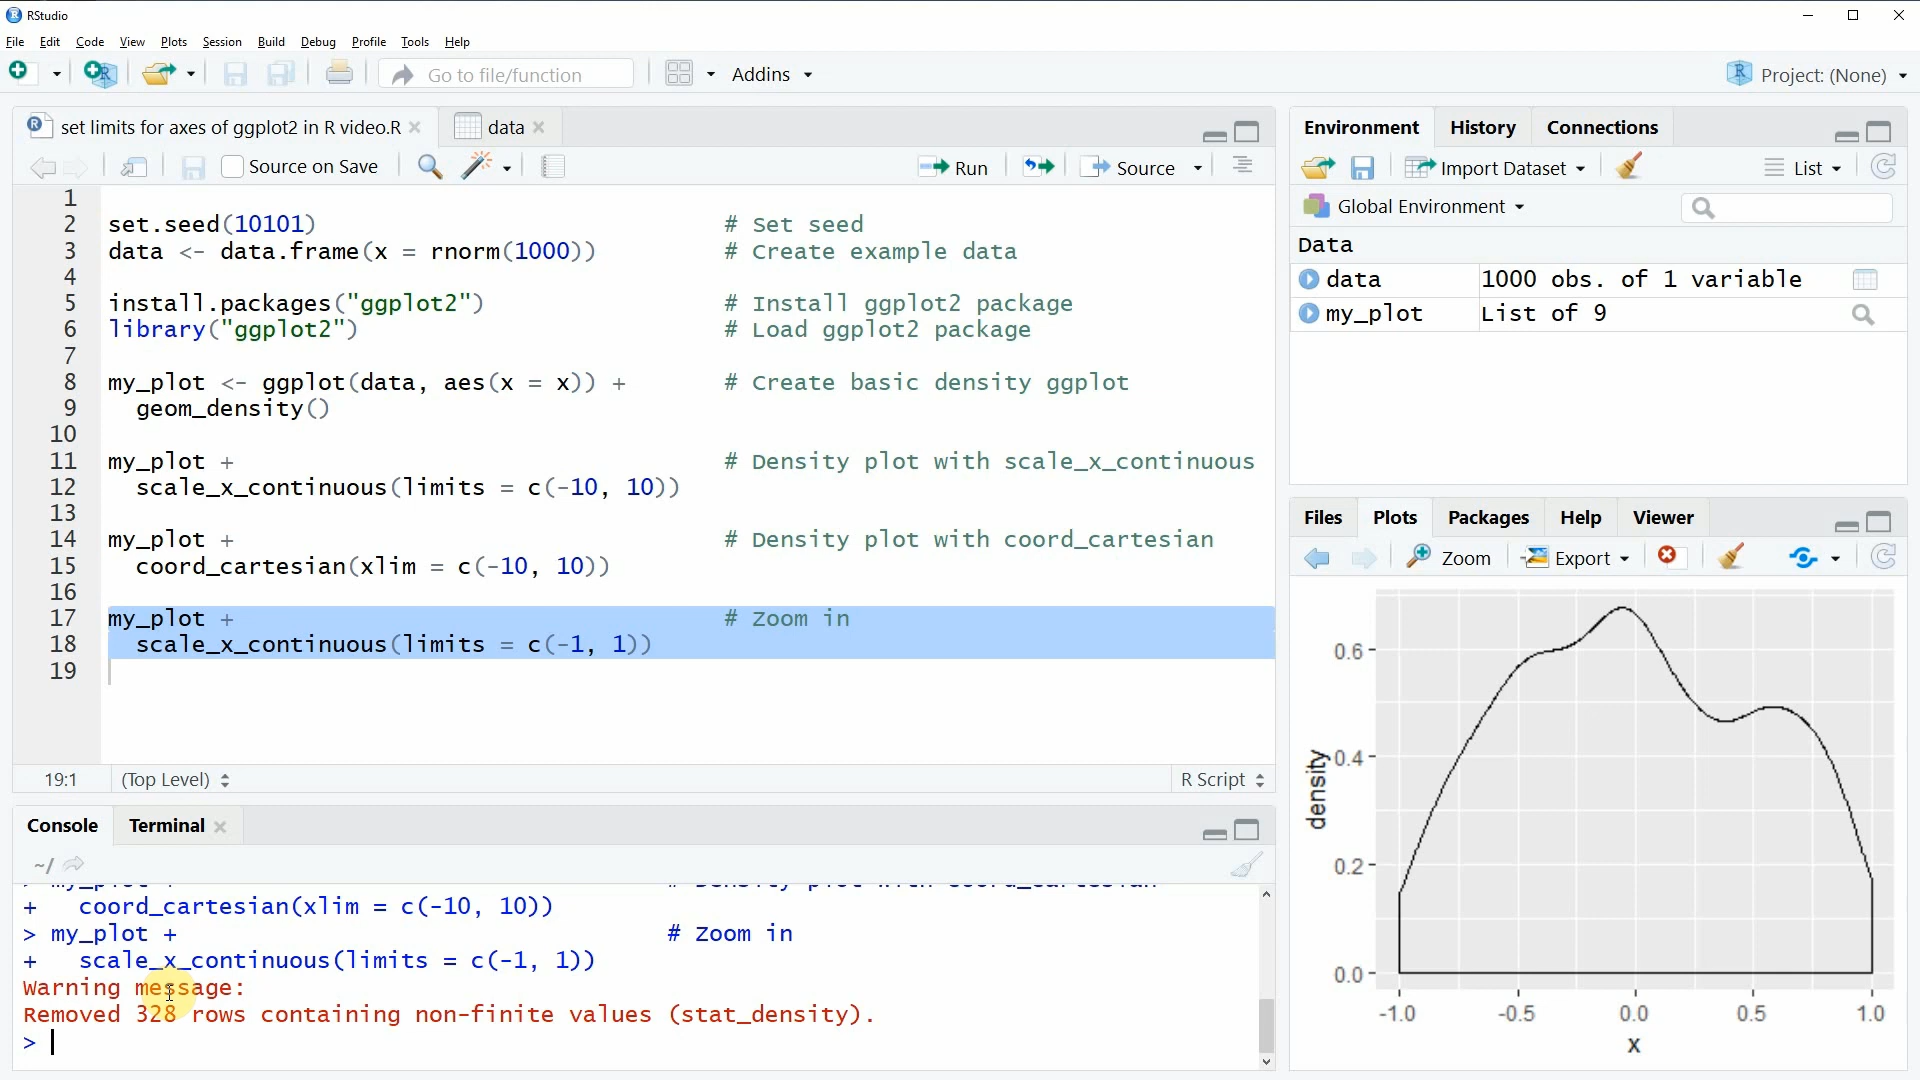 RStudio
File Edit Code View Plots Session Build Debug Profile Tools Help
Go to file/function Addins Project: (None)
set limits for axes of ggplot2 in R video.R data
Source on Save Run Source
1
2 set.seed(10101) # Set seed
3 data <- data.frame(x = rnorm(1000)) # Create example data
4
5 install.packages("ggplot2") # Install ggplot2 package
6 library("ggplot2") # Load ggplot2 package
7
8 my_plot <- ggplot(data, aes(x = x)) + # Create basic density ggplot
9 geom_density()
10
11 my_plot + # Density plot with scale_x_continuous
12 scale_x_continuous(limits = c(-10, 10))
13
14 my_plot + # Density plot with coord_cartesian
15 coord_cartesian(xlim = c(-10, 10))
16
17 my_plot + # Zoom in
18 scale_x_continuous(limits = c(-1, 1))
19
19:1 (Top Level) R Script
Console Terminal
~/
+ coord_cartesian(xlim = c(-10, 10))
> my_plot + # Zoom in
+ scale_x_continuous(limits = c(-1, 1))
Warning message:
Removed 328 rows containing non-finite values (stat_density).
>
Environment History Connections
Import Dataset List
Global Environment
Data
data 1000 obs. of 1 variable
my_plot List of 9
Files Plots Packages Help Viewer
Zoom Export
0.6
0.4
0.2
0.0
density
-1.0 -0.5 0.0 0.5 1.0
x